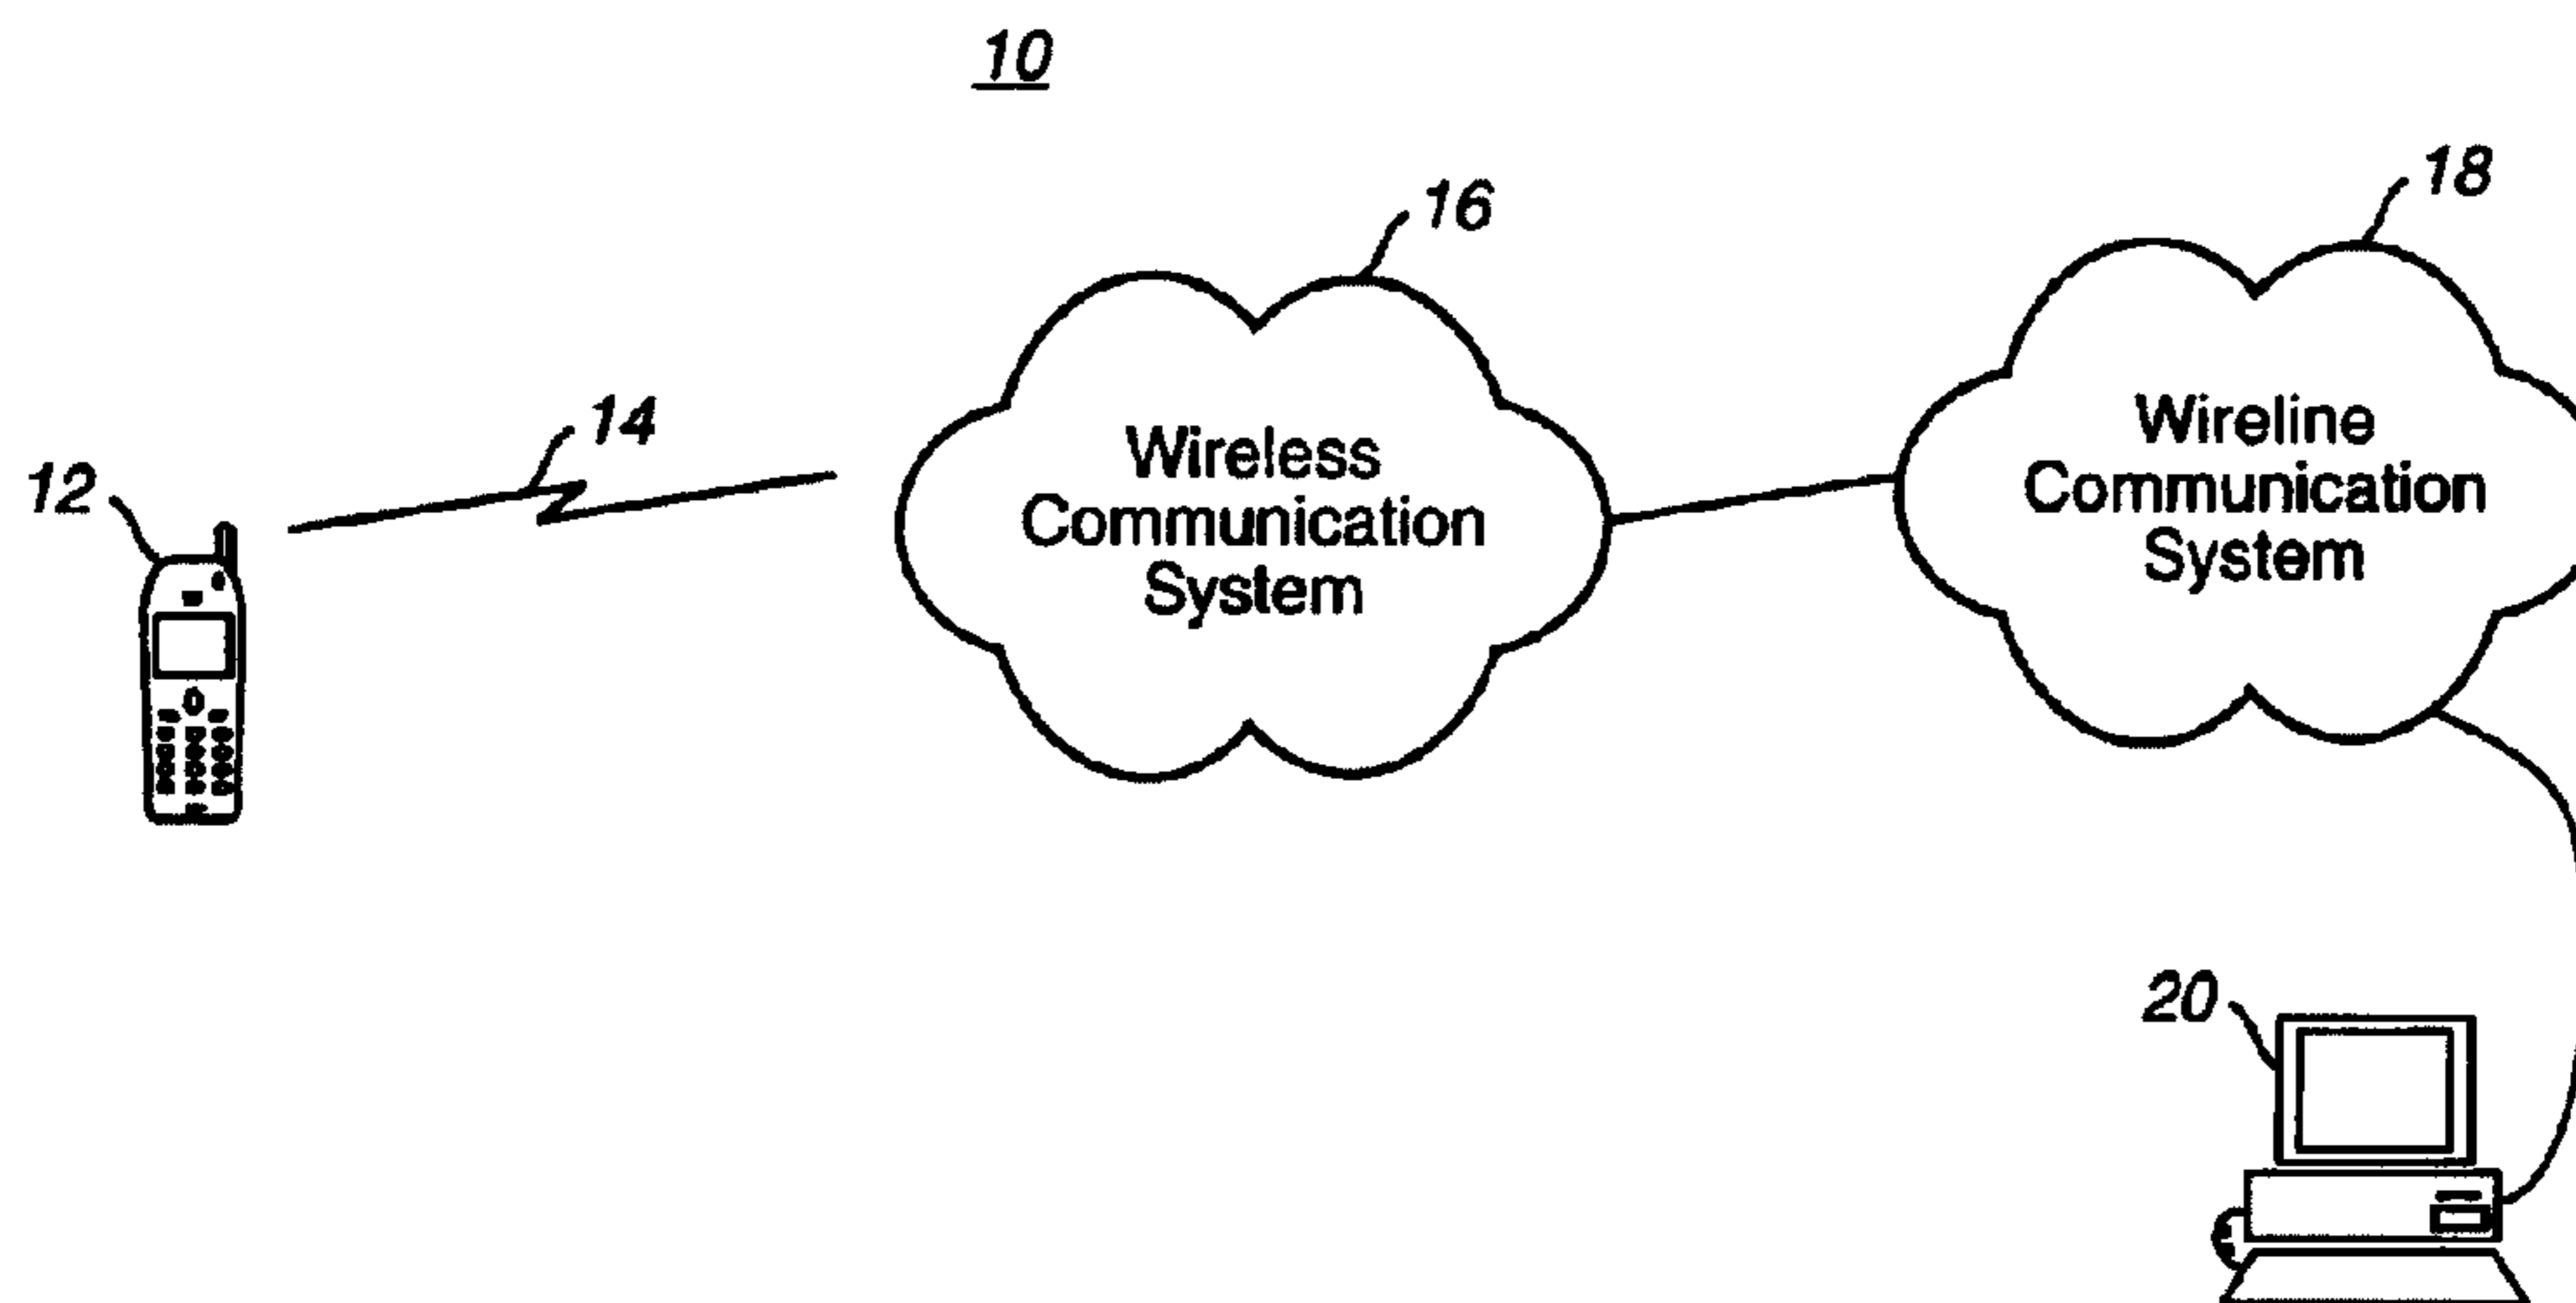 10
18
16
14
12
Wireless
Communication
System
Wireline
Communication
System
20